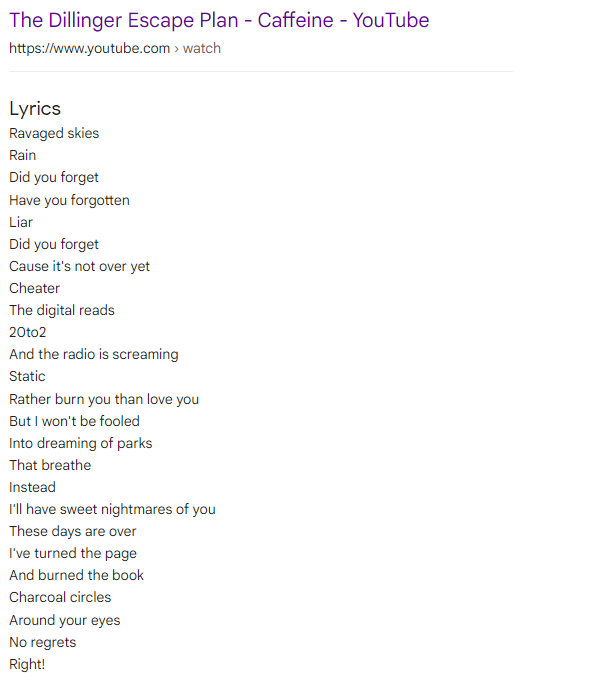 The Dillinger Escape Plan - Caffeine - YouTube
https://www.youtube.com › watch
Lyrics
Ravaged skies
Rain
Did you forget
Have you forgotten
Liar
Did you forget
Cause it's not over yet
Cheater
The digital reads
20to2
And the radio is screaming
Static
Rather burn you than love you
But I won't be fooled
Into dreaming of parks
That breathe
Instead
I'll have sweet nightmares of you
These days are over
I've turned the page
And burned the book
Charcoal circles
Around your eyes
No regrets
Right!